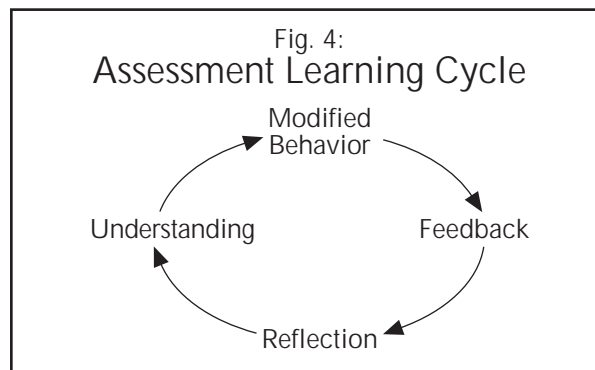 Fig. 4:
Assessment Learning Cycle
Modified
Behavior
Understanding
Feedback
Reflection